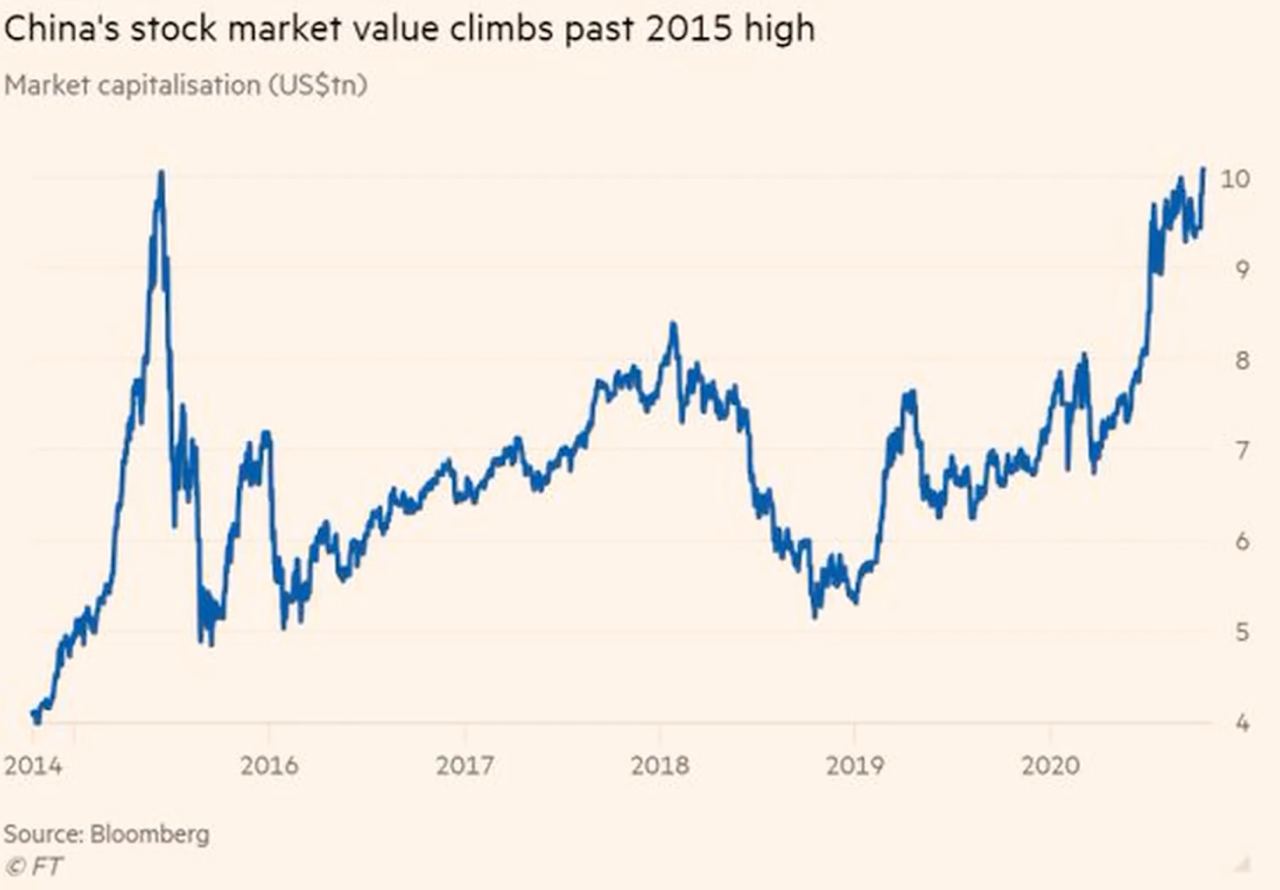 China's stock market value climbs past 2015 high
Market capitalisation (US$tn)
10
9
8
7
6
5
4
2014 2016 2017 2018 2019 2020
Source: Bloomberg
© FT